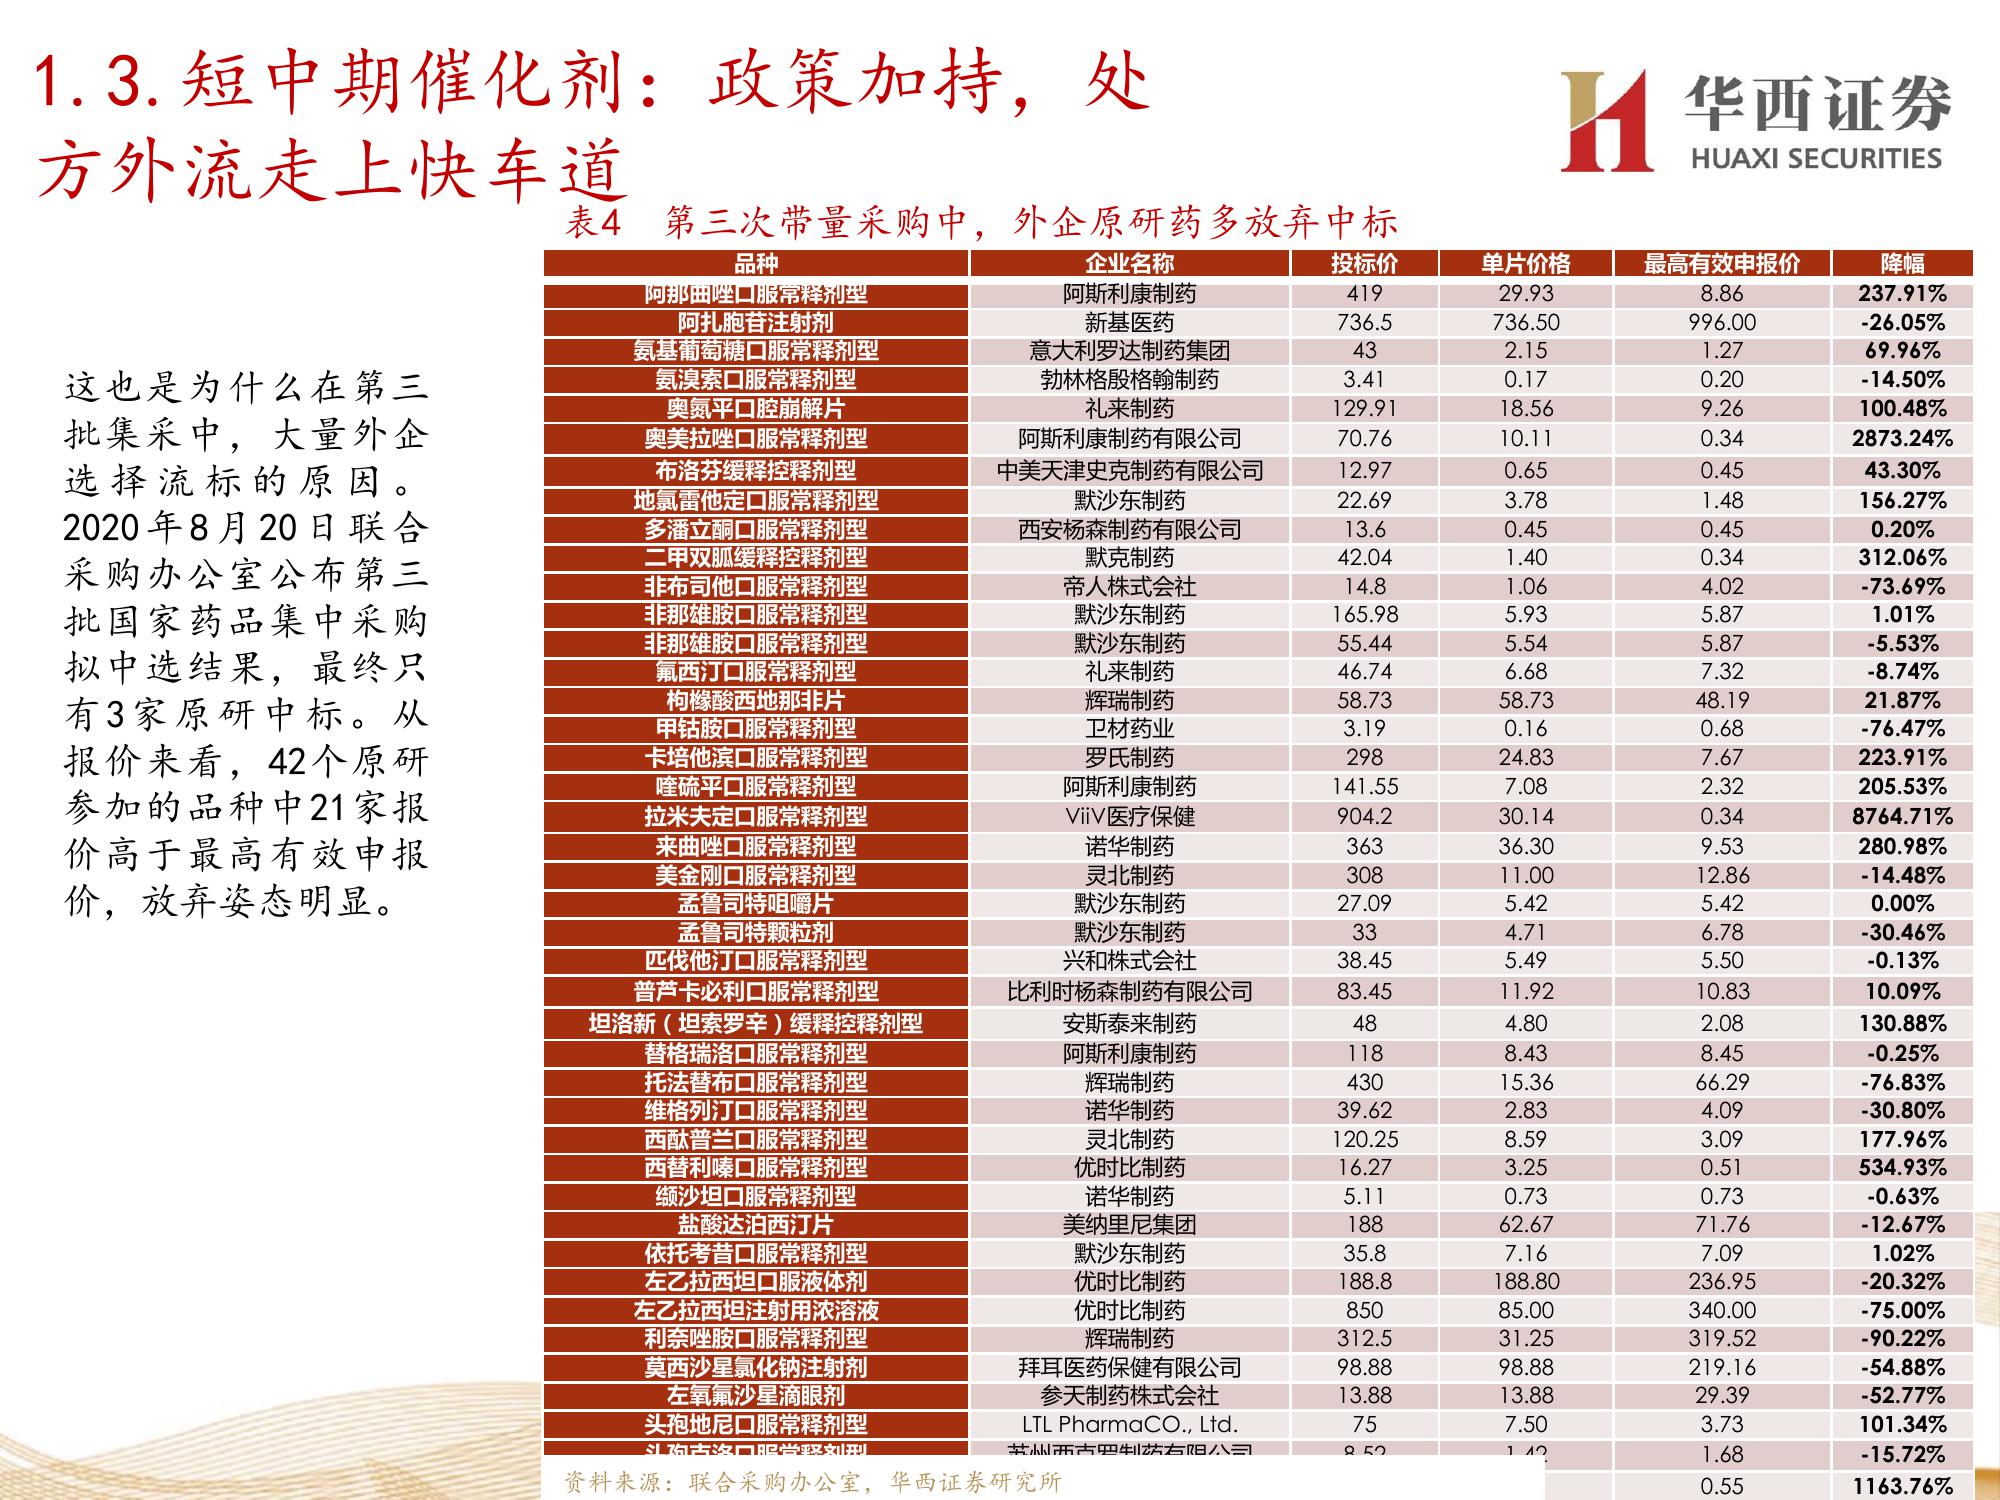 1.3.短中期催化剂：政策加持，处
方外流走上快车道
华西证券
HUAXI SECURITIES
表4 第三次带量采购中，外企原研药多放弃中标
这也是为什么在第三
批集采中，大量外企
选择流标的原因。
2020年8月20日联合
采购办公室公布第三
批国家药品集中采购
拟中选结果，最终只
有3家原研中标。从
报价来看，42个原研
参加的品种中21家报
价高于最高有效申报
价，放弃姿态明显。
品种 企业名称 投标价 单片价格 最高有效申报价 降幅
阿那曲唑口服常释剂型 阿斯利康制药 419 29.93 8.86 237.91%
阿扎胞苷注射剂 新基医药 736.5 736.50 996.00 -26.05%
氨基葡萄糖口服常释剂型 意大利罗达制药集团 43 2.15 1.27 69.96%
氨溴索口服常释剂型 勃林格殷格翰制药 3.41 0.17 0.20 -14.50%
奥氮平口腔崩解片 礼来制药 129.91 18.56 9.26 100.48%
奥美拉唑口服常释剂型 阿斯利康制药有限公司 70.76 10.11 0.34 2873.24%
布洛芬缓释控释剂型 中美天津史克制药有限公司 12.97 0.65 0.45 43.30%
地氯雷他定口服常释剂型 默沙东制药 22.69 3.78 1.48 156.27%
多潘立酮口服常释剂型 西安杨森制药有限公司 13.6 0.45 0.45 0.20%
二甲双胍缓释控释剂型 默克制药 42.04 1.40 0.34 312.06%
非布司他口服常释剂型 帝人株式会社 14.8 1.06 4.02 -73.69%
非那雄胺口服常释剂型 默沙东制药 165.98 5.93 5.87 1.01%
非那雄胺口服常释剂型 默沙东制药 55.44 5.54 5.87 -5.53%
氟西汀口服常释剂型 礼来制药 46.74 6.68 7.32 -8.74%
枸橼酸西地那非片 辉瑞制药 58.73 58.73 48.19 21.87%
甲钴胺口服常释剂型 卫材药业 3.19 0.16 0.68 -76.47%
卡培他滨口服常释剂型 罗氏制药 298 24.83 7.67 223.91%
喹硫平口服常释剂型 阿斯利康制药 141.55 7.08 2.32 205.53%
拉米夫定口服常释剂型 ViiV医疗保健 904.2 30.14 0.34 8764.71%
来曲唑口服常释剂型 诺华制药 363 36.30 9.53 280.98%
美金刚口服常释剂型 灵北制药 308 11.00 12.86 -14.48%
孟鲁司特咀嚼片 默沙东制药 27.09 5.42 5.42 0.00%
孟鲁司特颗粒剂 默沙东制药 33 4.71 6.78 -30.46%
匹伐他汀口服常释剂型 兴和株式会社 38.45 5.49 5.50 -0.13%
普芦卡必利口服常释剂型 比利时杨森制药有限公司 83.45 11.92 10.83 10.09%
坦洛新（坦索罗辛）缓释控释剂型 安斯泰来制药 48 4.80 2.08 130.88%
替格瑞洛口服常释剂型 阿斯利康制药 118 8.43 8.45 -0.25%
托法替布口服常释剂型 辉瑞制药 430 15.36 66.29 -76.83%
维格列汀口服常释剂型 诺华制药 39.62 2.83 4.09 -30.80%
西酞普兰口服常释剂型 灵北制药 120.25 8.59 3.09 177.96%
西替利嗪口服常释剂型 优时比制药 16.27 3.25 0.51 534.93%
缬沙坦口服常释剂型 诺华制药 5.11 0.73 0.73 -0.63%
盐酸达泊西汀片 美纳里尼集团 188 62.67 71.76 -12.67%
依托考昔口服常释剂型 默沙东制药 35.8 7.16 7.09 1.02%
左乙拉西坦口服液体剂 优时比制药 188.8 188.80 236.95 -20.32%
左乙拉西坦注射用浓溶液 优时比制药 850 85.00 340.00 -75.00%
利奈唑胺口服常释剂型 辉瑞制药 312.5 31.25 319.52 -90.22%
莫西沙星氯化钠注射剂 拜耳医药保健有限公司 98.88 98.88 219.16 -54.88%
左氧氟沙星滴眼剂 参天制药株式会社 13.88 13.88 29.39 -52.77%
头孢地尼口服常释剂型 LTL PharmaCO., Ltd. 75 7.50 3.73 101.34%
头孢克洛口服常释剂型 苏州西克罗制药有限公司 8.52 1.42 1.68 -15.72%
0.55 1163.76%
资料来源：联合采购办公室，华西证券研究所